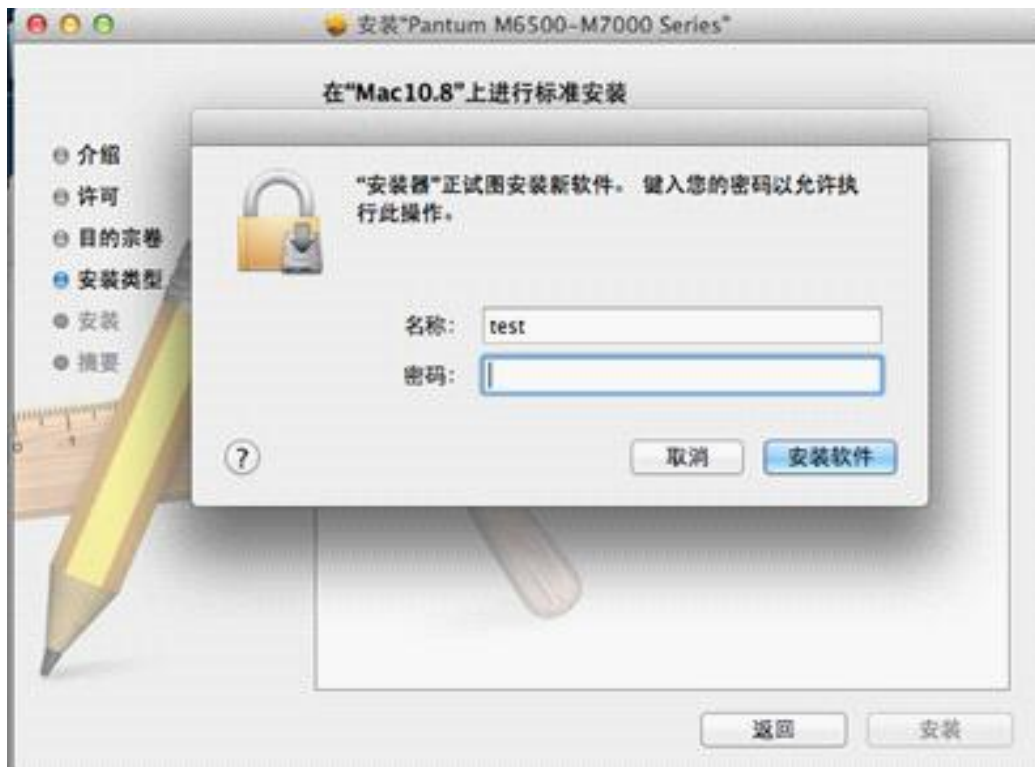 安装"Pantum M6500-M7000 Series"
在"Mac10.8"上进行标准安装
介绍
许可
目的宗卷
安装类型
安装
摘要
"安装器"正试图安装新软件。 键入您的密码以允许执
行此操作。
名称: test
密码:
?
取消 安装软件
返回 安装